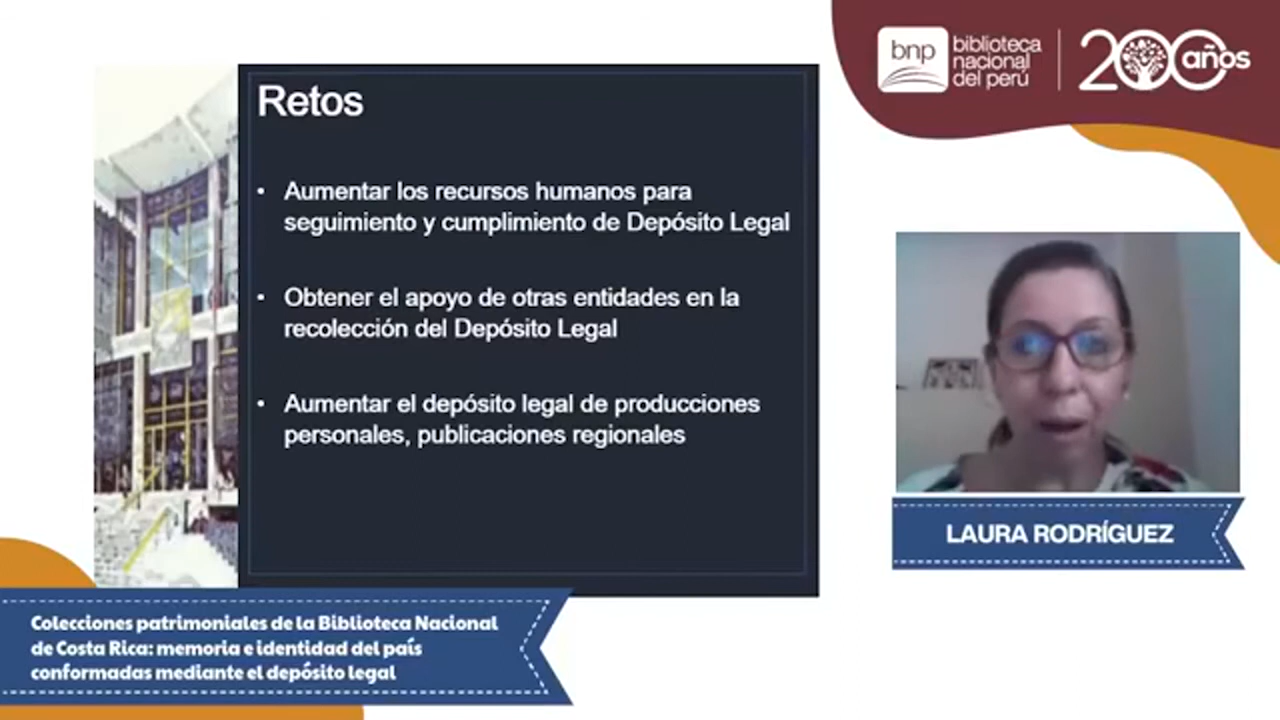 Retos
• Aumentar los recursos humanos para
seguimiento y cumplimiento de Depósito Legal
• Obtener el apoyo de otras entidades en la
recolección del Depósito Legal
• Aumentar el depósito legal de producciones
personales, publicaciones regionales
bnp
biblioteca
nacional
del perú
200 años
LAURA RODRÍGUEZ
Colecciones patrimoniales de la Biblioteca Nacional
de Costa Rica: memoria e identidad del país
conformadas mediante el depósito legal